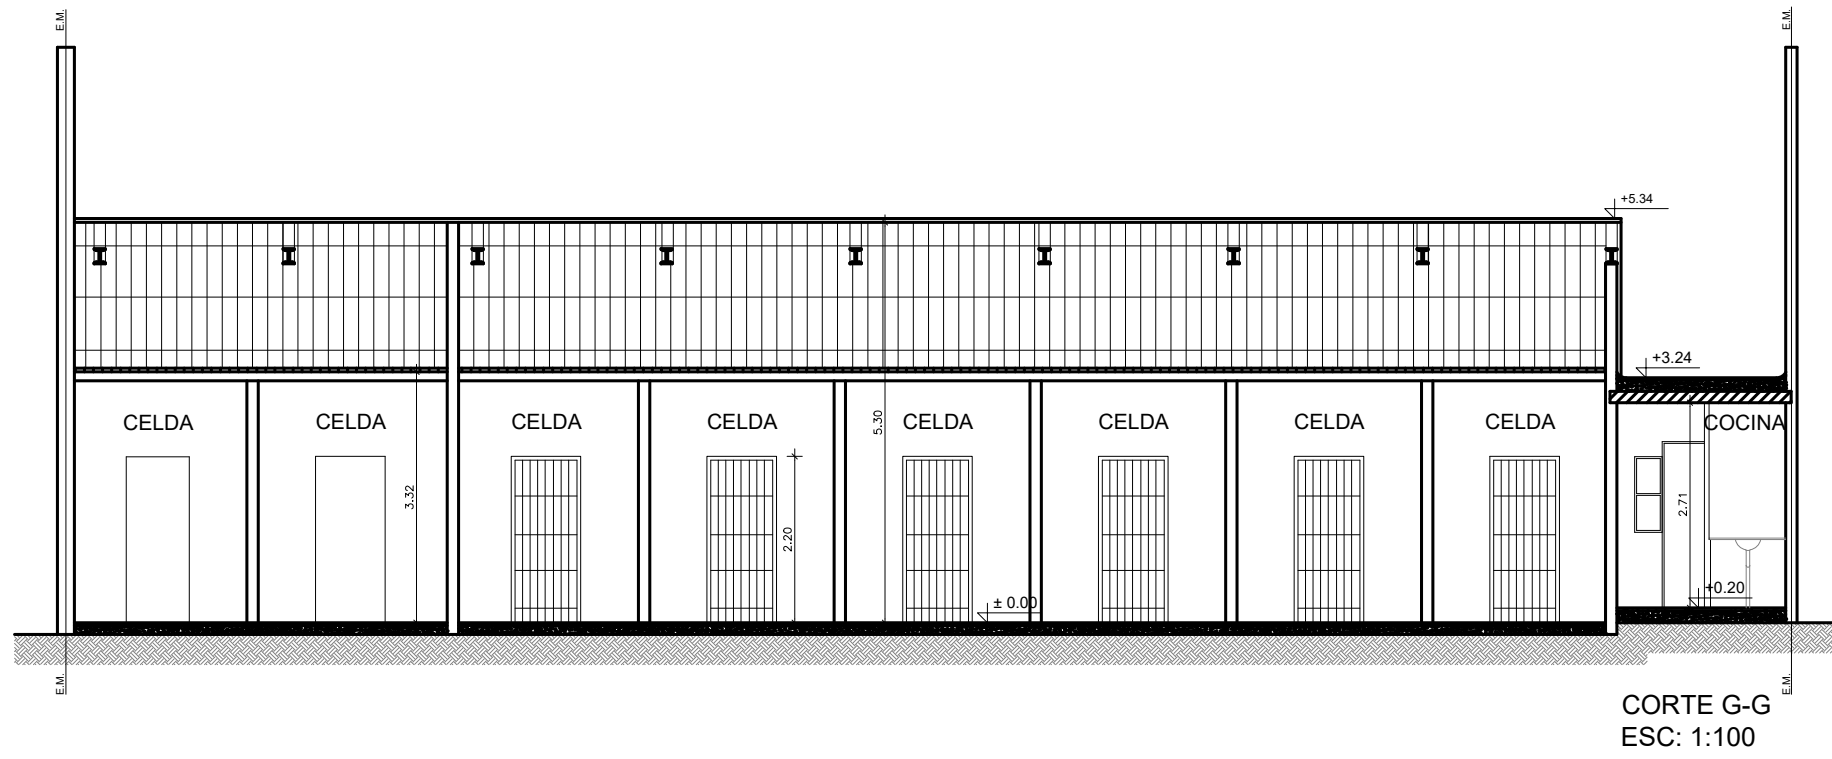 E.M.
E.M.
+5.34
+3.24
CELDA
CELDA
CELDA
CELDA
CELDA
CELDA
CELDA
CELDA
COCINA
5.30
3.32
2.71
2.20
± 0.00
+0.20
E.M.
E.M.
CORTE G-G
ESC: 1:100